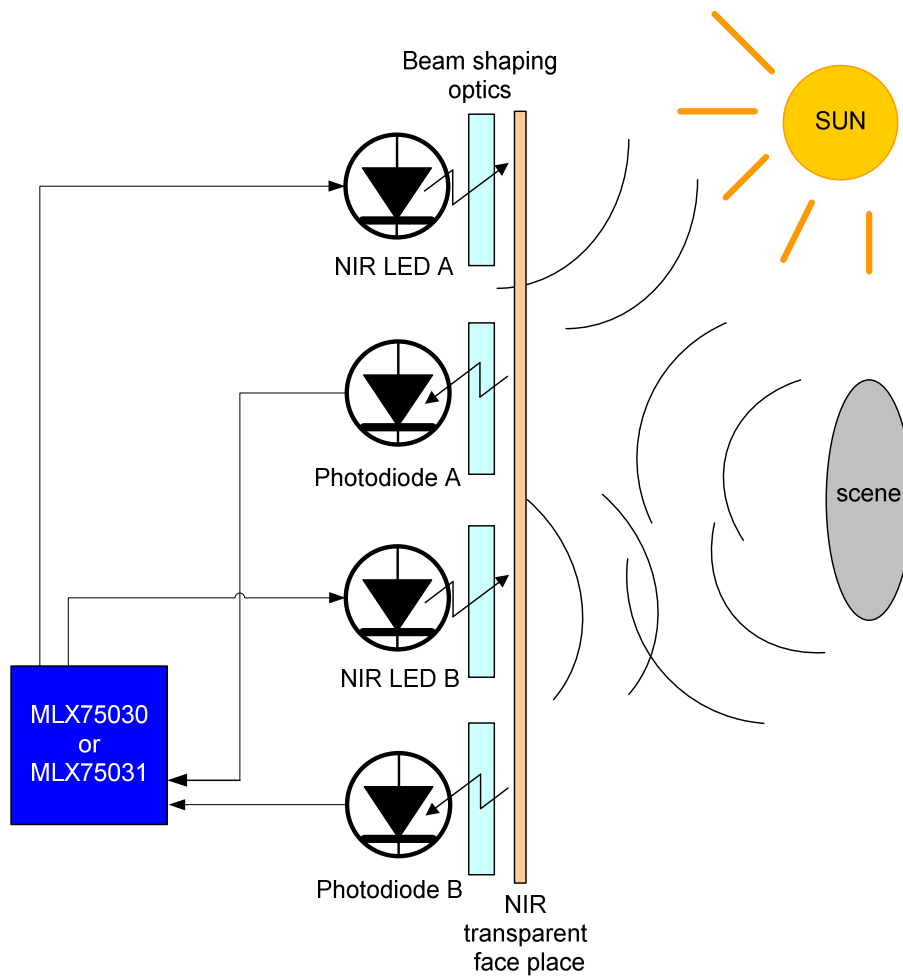 Beam shaping
optics
SUN
NIR LED A
Photodiode A
scene
NIR LED B
MLX75030
or
MLX75031
Photodiode B
NIR
transparent
face place